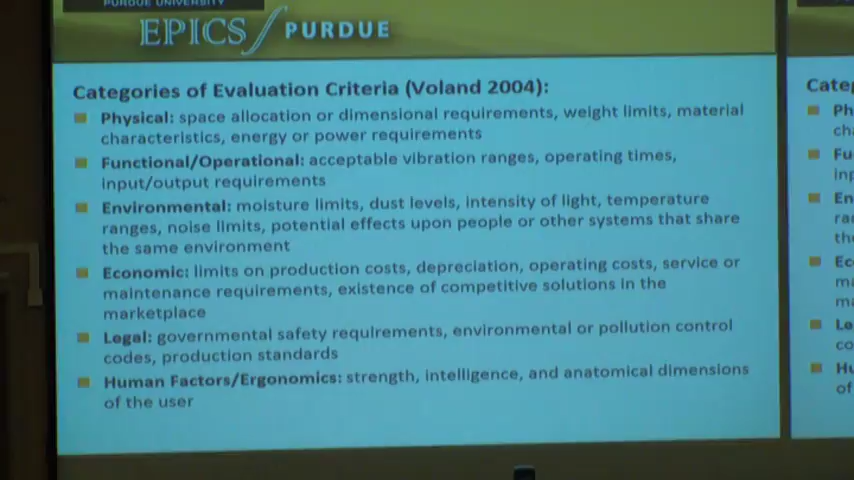 PURDUE UNIVERSITY
EPICS PURDUE
Categories of Evaluation Criteria (Voland 2004):
Physical: space allocation or dimensional requirements, weight limits, material
characteristics, energy or power requirements
Functional/Operational: acceptable vibration ranges, operating times,
input/output requirements
Environmental: moisture limits, dust levels, intensity of light, temperature
ranges, noise limits, potential effects upon people or other systems that share
the same environment
Economic: limits on production costs, depreciation, operating costs, service or
maintenance requirements, existence of competitive solutions in the
marketplace
Legal: governmental safety requirements, environmental or pollution control
codes, production standards
Human Factors/Ergonomics: strength, intelligence, and anatomical dimensions
of the user